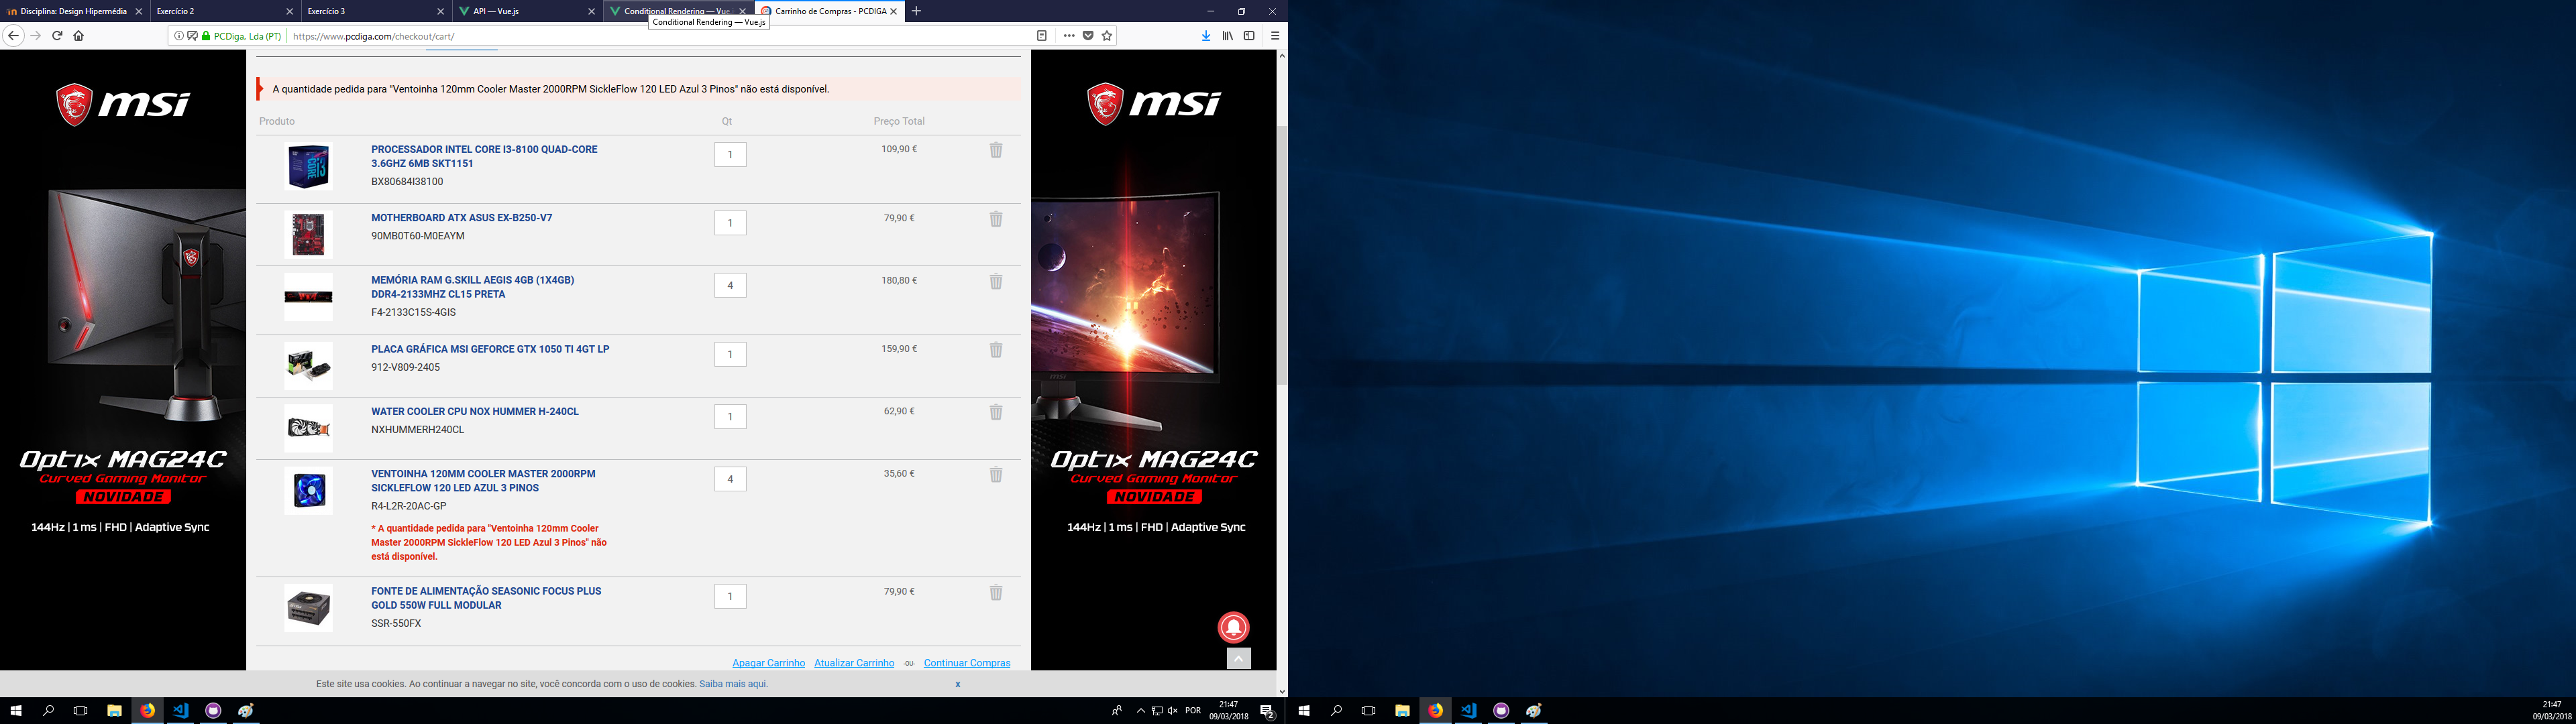 Disciplina: Design Hipermédia
Exercício 2
Exercício 3
API — Vue.js
Conditional Rendering — Vue
Carrinho de Compras - PCDIGA
Conditional Rendering — Vue.js
PCDiga, Lda (PT)
https://www.pcdiga.com/checkout/cart/
msi
Optix MAG24C
Curved Gaming Monitor
NOVIDADE
144Hz | 1 ms | FHD | Adaptive Sync
A quantidade pedida para "Ventoinha 120mm Cooler Master 2000RPM SickleFlow 120 LED Azul 3 Pinos" não está disponível.
Produto Qt Preço Total
PROCESSADOR INTEL CORE I3-8100 QUAD-CORE 1 109,90 €
3.6GHZ 6MB SKT1151
BX80684I38100
MOTHERBOARD ATX ASUS EX-B250-V7 1 79,90 €
90MB0T60-M0EAYM
MEMÓRIA RAM G.SKILL AEGIS 4GB (1X4GB) 4 180,80 €
DDR4-2133MHZ CL15 PRETA
F4-2133C15S-4GIS
PLACA GRÁFICA MSI GEFORCE GTX 1050 TI 4GT LP 1 159,90 €
912-V809-2405
WATER COOLER CPU NOX HUMMER H-240CL 1 62,90 €
NXHUMMERH240CL
VENTOINHA 120MM COOLER MASTER 2000RPM 4 35,60 €
SICKLEFLOW 120 LED AZUL 3 PINOS
R4-L2R-20AC-GP
* A quantidade pedida para "Ventoinha 120mm Cooler
Master 2000RPM SickleFlow 120 LED Azul 3 Pinos" não
está disponível.
FONTE DE ALIMENTAÇÃO SEASONIC FOCUS PLUS 1 79,90 €
GOLD 550W FULL MODULAR
SSR-550FX
Apagar Carrinho Atualizar Carrinho -OU- Continuar Compras
msi
Optix MAG24C
Curved Gaming Monitor
NOVIDADE
144Hz | 1 ms | FHD | Adaptive Sync
Este site usa cookies. Ao continuar a navegar no site, você concorda com o uso de cookies. Saiba mais aqui. x
POR
21:47
09/03/2018
2
21:47
09/03/2018